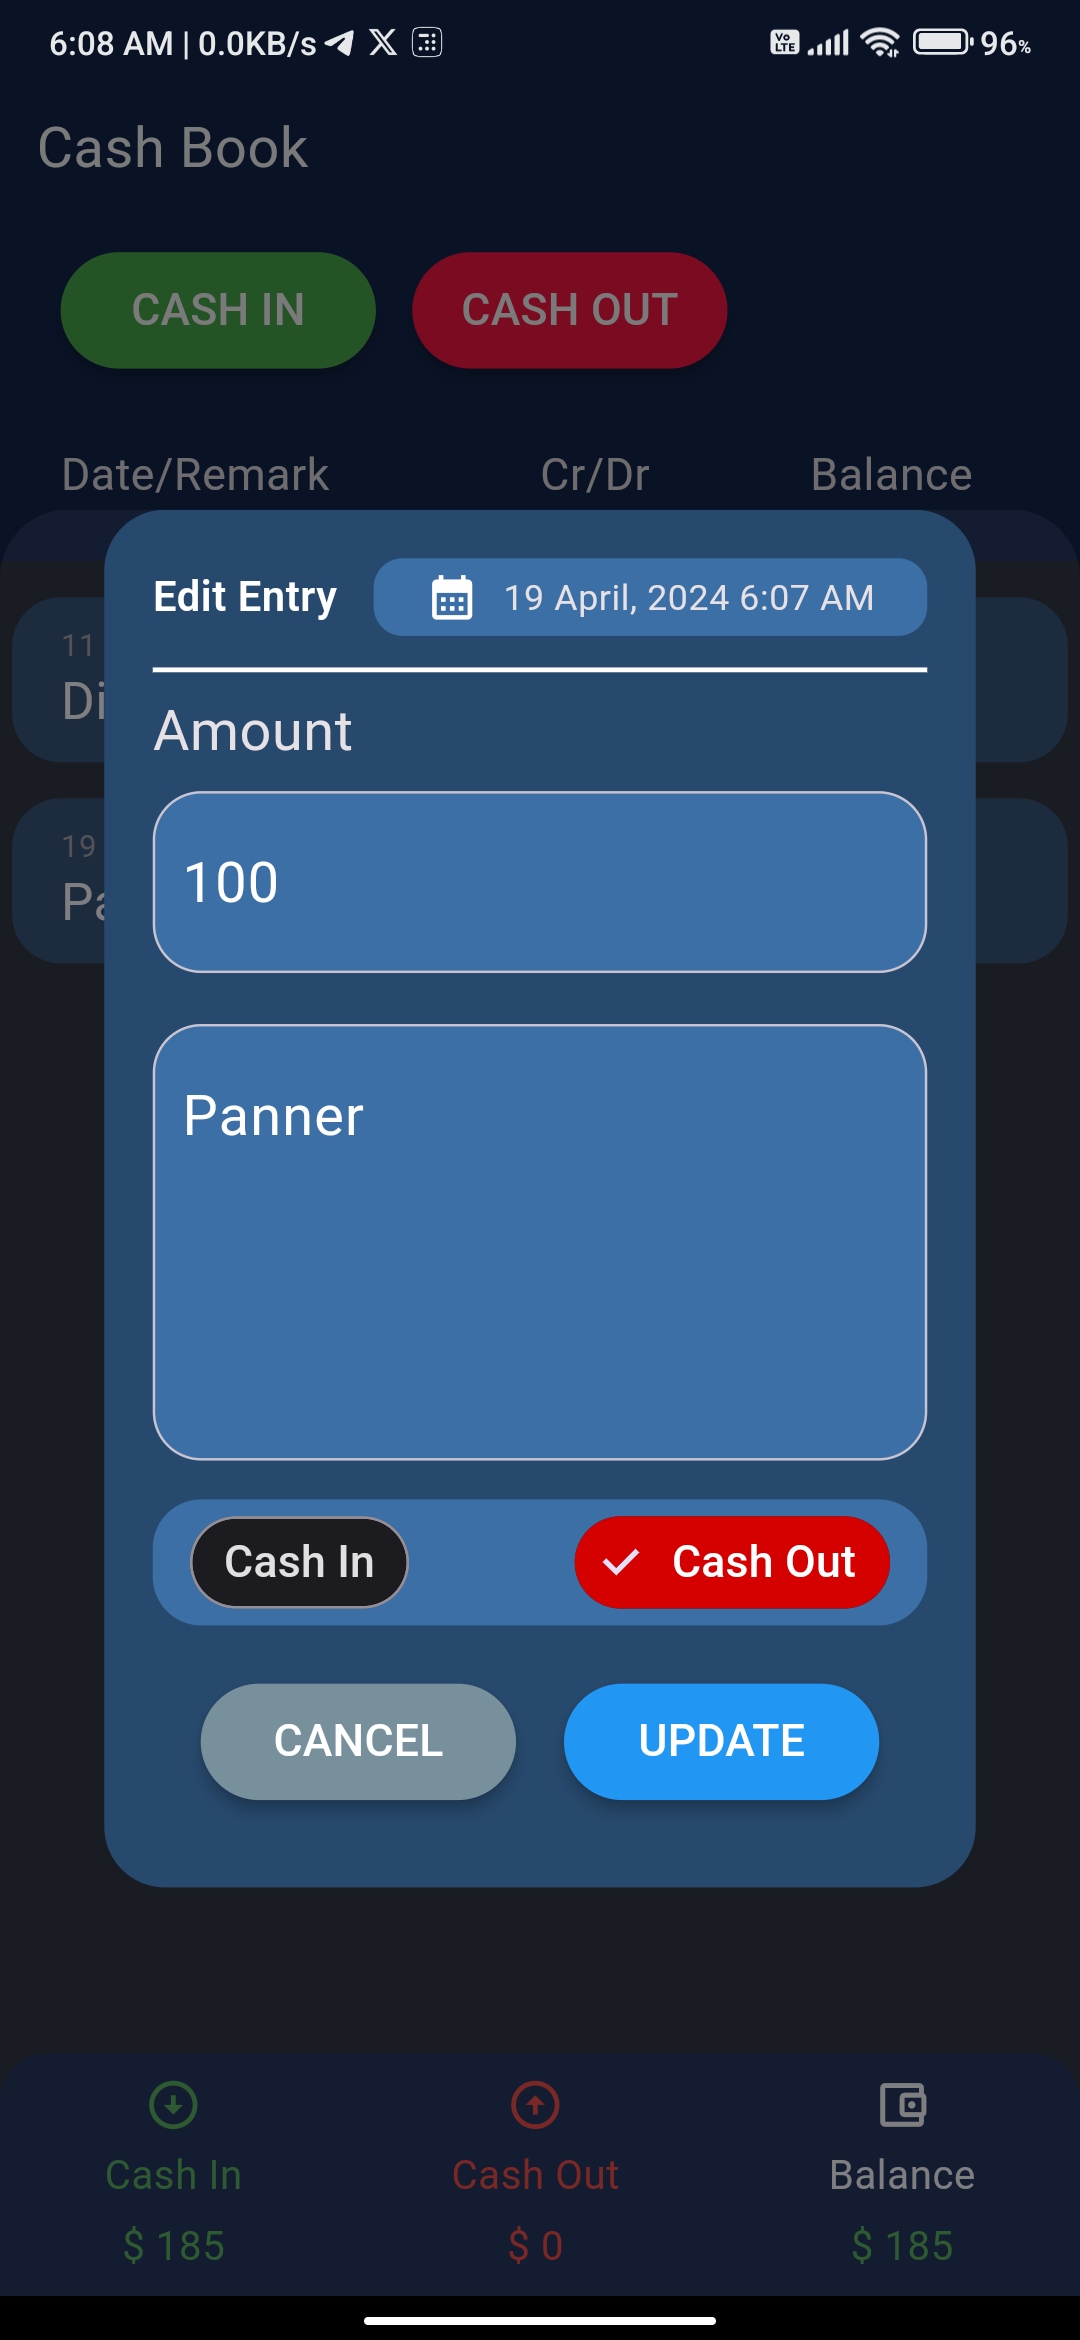 6:08 AM | 0.0KB/s Vo LTE 96%
Cash Book
CASH IN CASH OUT
Date/Remark Cr/Dr Balance
Edit Entry 19 April, 2024 6:07 AM
11
Di
Amount
19
100
Pa
Panner
Cash In Cash Out
CANCEL UPDATE
Cash In Cash Out Balance
$ 185 $ 0 $ 185